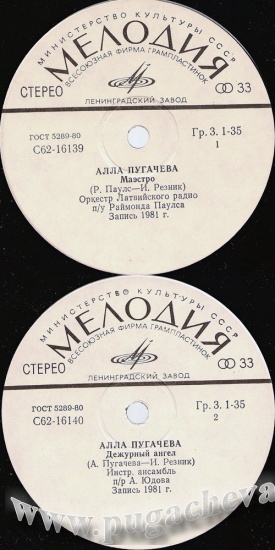 МИНИСТЕРСТВО КУЛЬТУРЫ СССР
МЕЛОДИЯ
ВСЕСОЮЗНАЯ ФИРМА ГРАМПЛАСТИНОК
СТЕРЕО 33
ЛЕНИНГРАДСКИЙ ЗАВОД
ГОСТ 5289-80 Гр. 3. 1-35
С62-16139 1
АЛЛА ПУГАЧЕВА
Маэстро
(Р. Паулс—И. Резник)
Оркестр Латвийского радио
п/у Раймонда Паулса
Запись 1981 г.
МИНИСТЕРСТВО КУЛЬТУРЫ СССР
МЕЛОДИЯ
ВСЕСОЮЗНАЯ ФИРМА ГРАМПЛАСТИНОК
СТЕРЕО 33
ЛЕНИНГРАДСКИЙ ЗАВОД
ГОСТ 5289-80 Гр. 3. 1-35
С62-16140 2
АЛЛА ПУГАЧЕВА
Дежурный ангел
(А. Пугачева—И. Резник)
Инстр. ансамбль
п/р А. Юдова
Запись 1981 г.
www.pugacheva